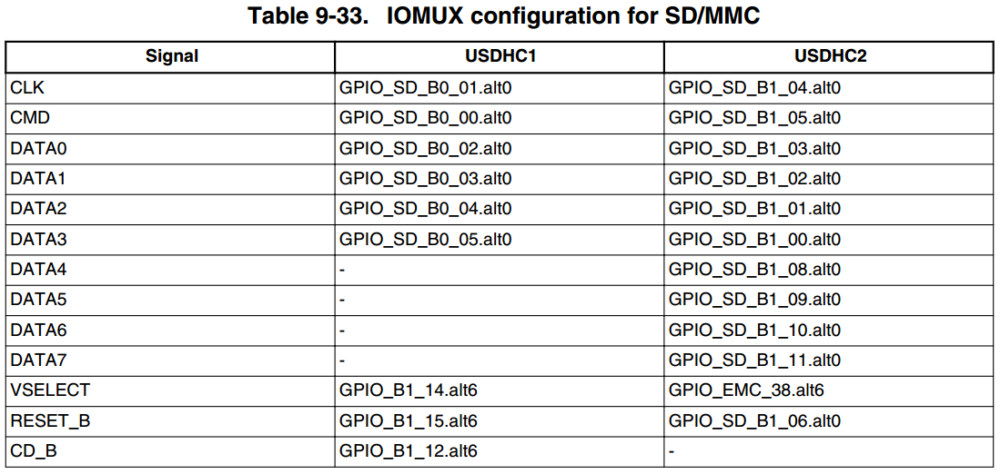 Table 9-33. IOMUX configuration for SD/MMC
Signal USDHC1 USDHC2
CLK GPIO_SD_B0_01.alt0 GPIO_SD_B1_04.alt0
CMD GPIO_SD_B0_00.alt0 GPIO_SD_B1_05.alt0
DATA0 GPIO_SD_B0_02.alt0 GPIO_SD_B1_03.alt0
DATA1 GPIO_SD_B0_03.alt0 GPIO_SD_B1_02.alt0
DATA2 GPIO_SD_B0_04.alt0 GPIO_SD_B1_01.alt0
DATA3 GPIO_SD_B0_05.alt0 GPIO_SD_B1_00.alt0
DATA4 - GPIO_SD_B1_08.alt0
DATA5 - GPIO_SD_B1_09.alt0
DATA6 - GPIO_SD_B1_10.alt0
DATA7 - GPIO_SD_B1_11.alt0
VSELECT GPIO_B1_14.alt6 GPIO_EMC_38.alt6
RESET_B GPIO_B1_15.alt6 GPIO_SD_B1_06.alt0
CD_B GPIO_B1_12.alt6 -